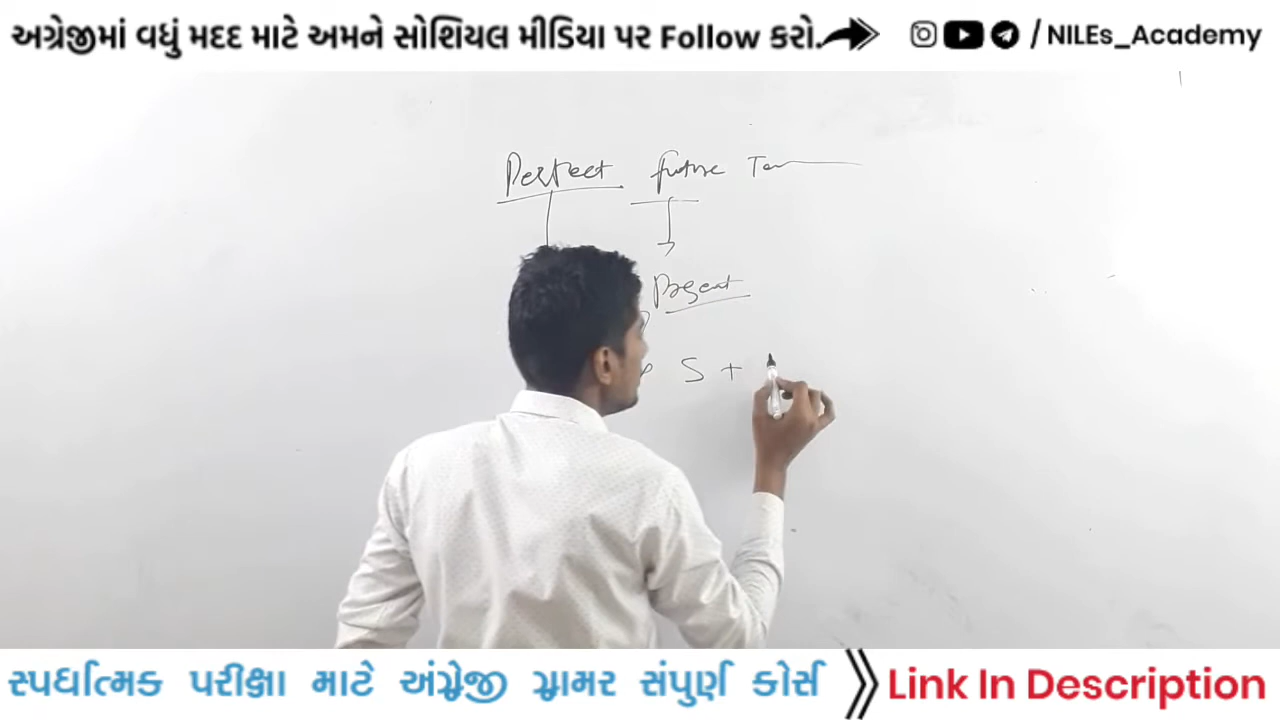 અગ્રેજીમાં વધું મદદ માટે અમને સોશિયલ મીડિયા પર Follow કરો. / NILEs_Academy
Perfect future Ten
Present
S +
સ્પર્ધાત્મક પરીક્ષા માટે અંગ્રેજી ગ્રામર સંપુર્ણ કોર્સ Link In Description